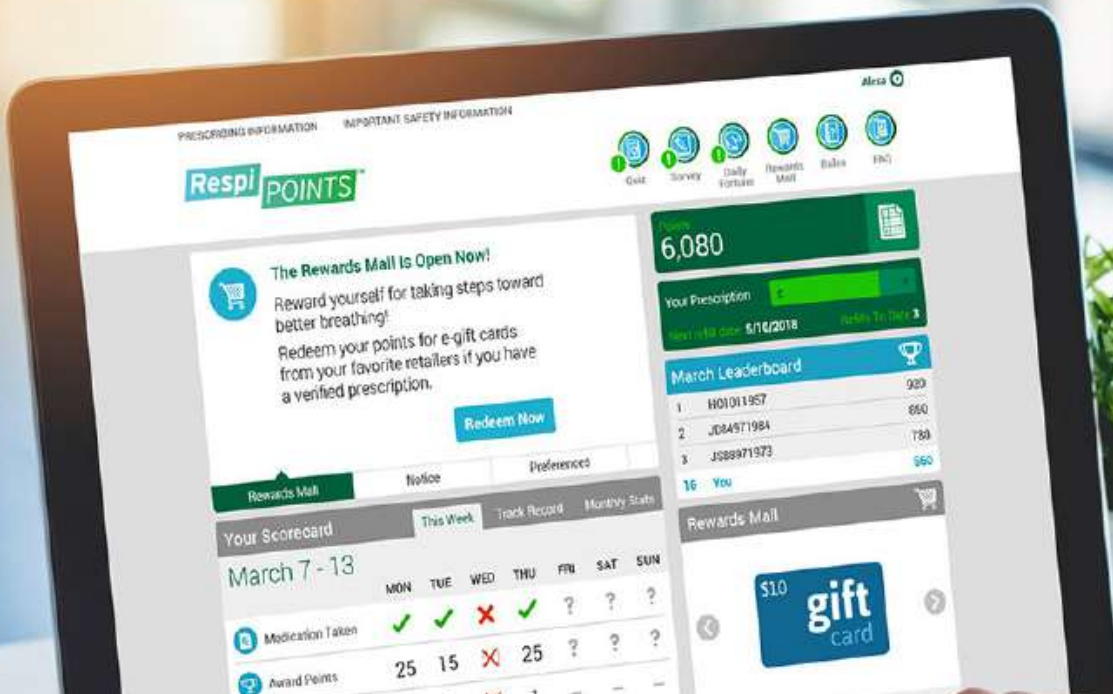 Alexa
PRESCRIBING INFORMATION IMPORTANT SAFETY INFORMATION
Respi POINTS™
Quiz Survey Daily Fortune Rewards Mall Rules FAQ
The Rewards Mall Is Open Now!
Reward yourself for taking steps toward
better breathing!
Redeem your points for e-gift cards
from your favorite retailers if you have
a verified prescription.
Redeem Now
Rewards Mall Notice Preferences
Points
6,080
Your Prescription
Next refill date: 5/16/2018 Refills To Date 3
March Leaderboard
1 HO1011957 920
2 JD84971984 890
3 JS88971973 780
16 You 560
Rewards Mall
$10 gift card
Your Scorecard This Week Track Record Monthly Stats
March 7 - 13
MON TUE WED THU FRI SAT SUN
Medication Taken ✓ ✓ ✗ ✓ ? ? ?
Award Points 25 15 ✗ 25 ? ? ?